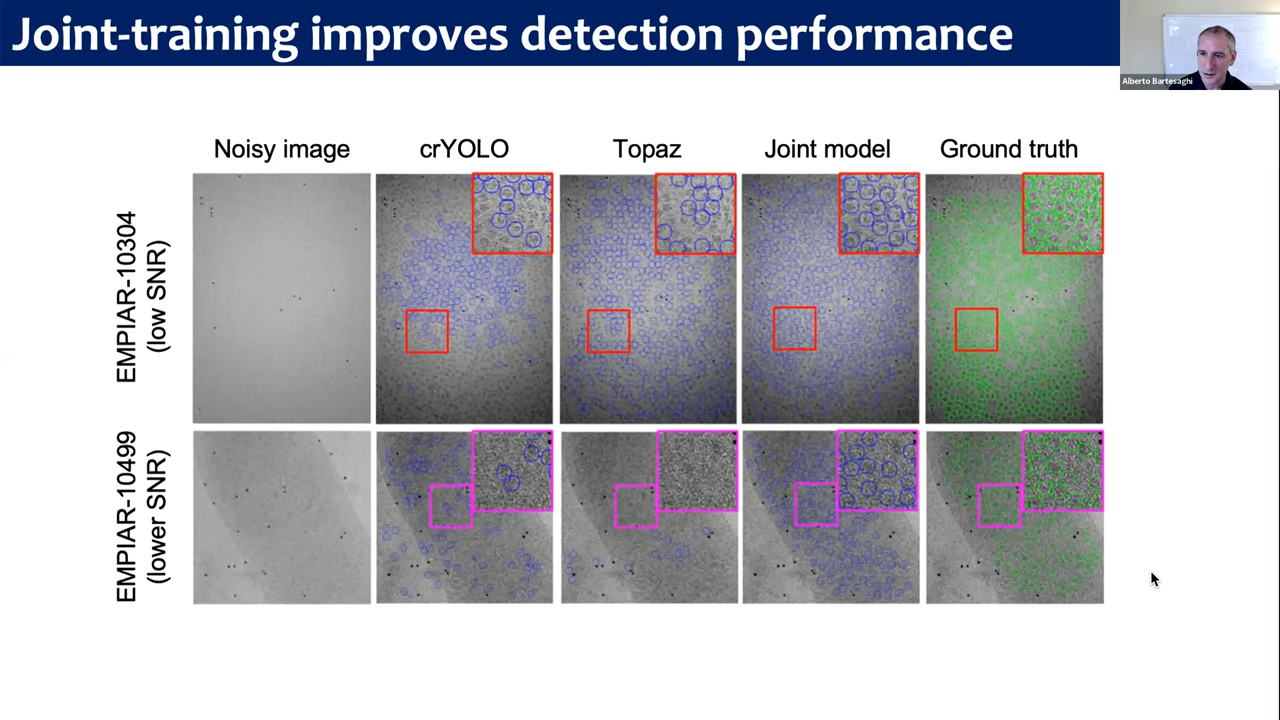 Joint-training improves detection performance
Alberto Bartesaghi
Noisy image
crYOLO
Topaz
Joint model
Ground truth
EMPIAR-10304
(low SNR)
EMPIAR-10499
(lower SNR)